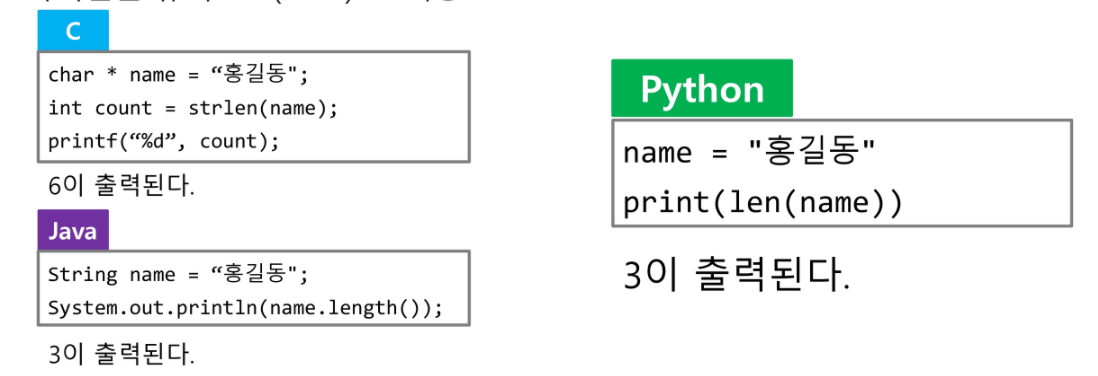 C
char * name = “홍길동";
int count = strlen(name);
printf(“%d”, count);
6이 출력된다.
Java
String name = “홍길동";
System.out.println(name.length());
3이 출력된다.
Python
name = "홍길동"
print(len(name))
3이 출력된다.